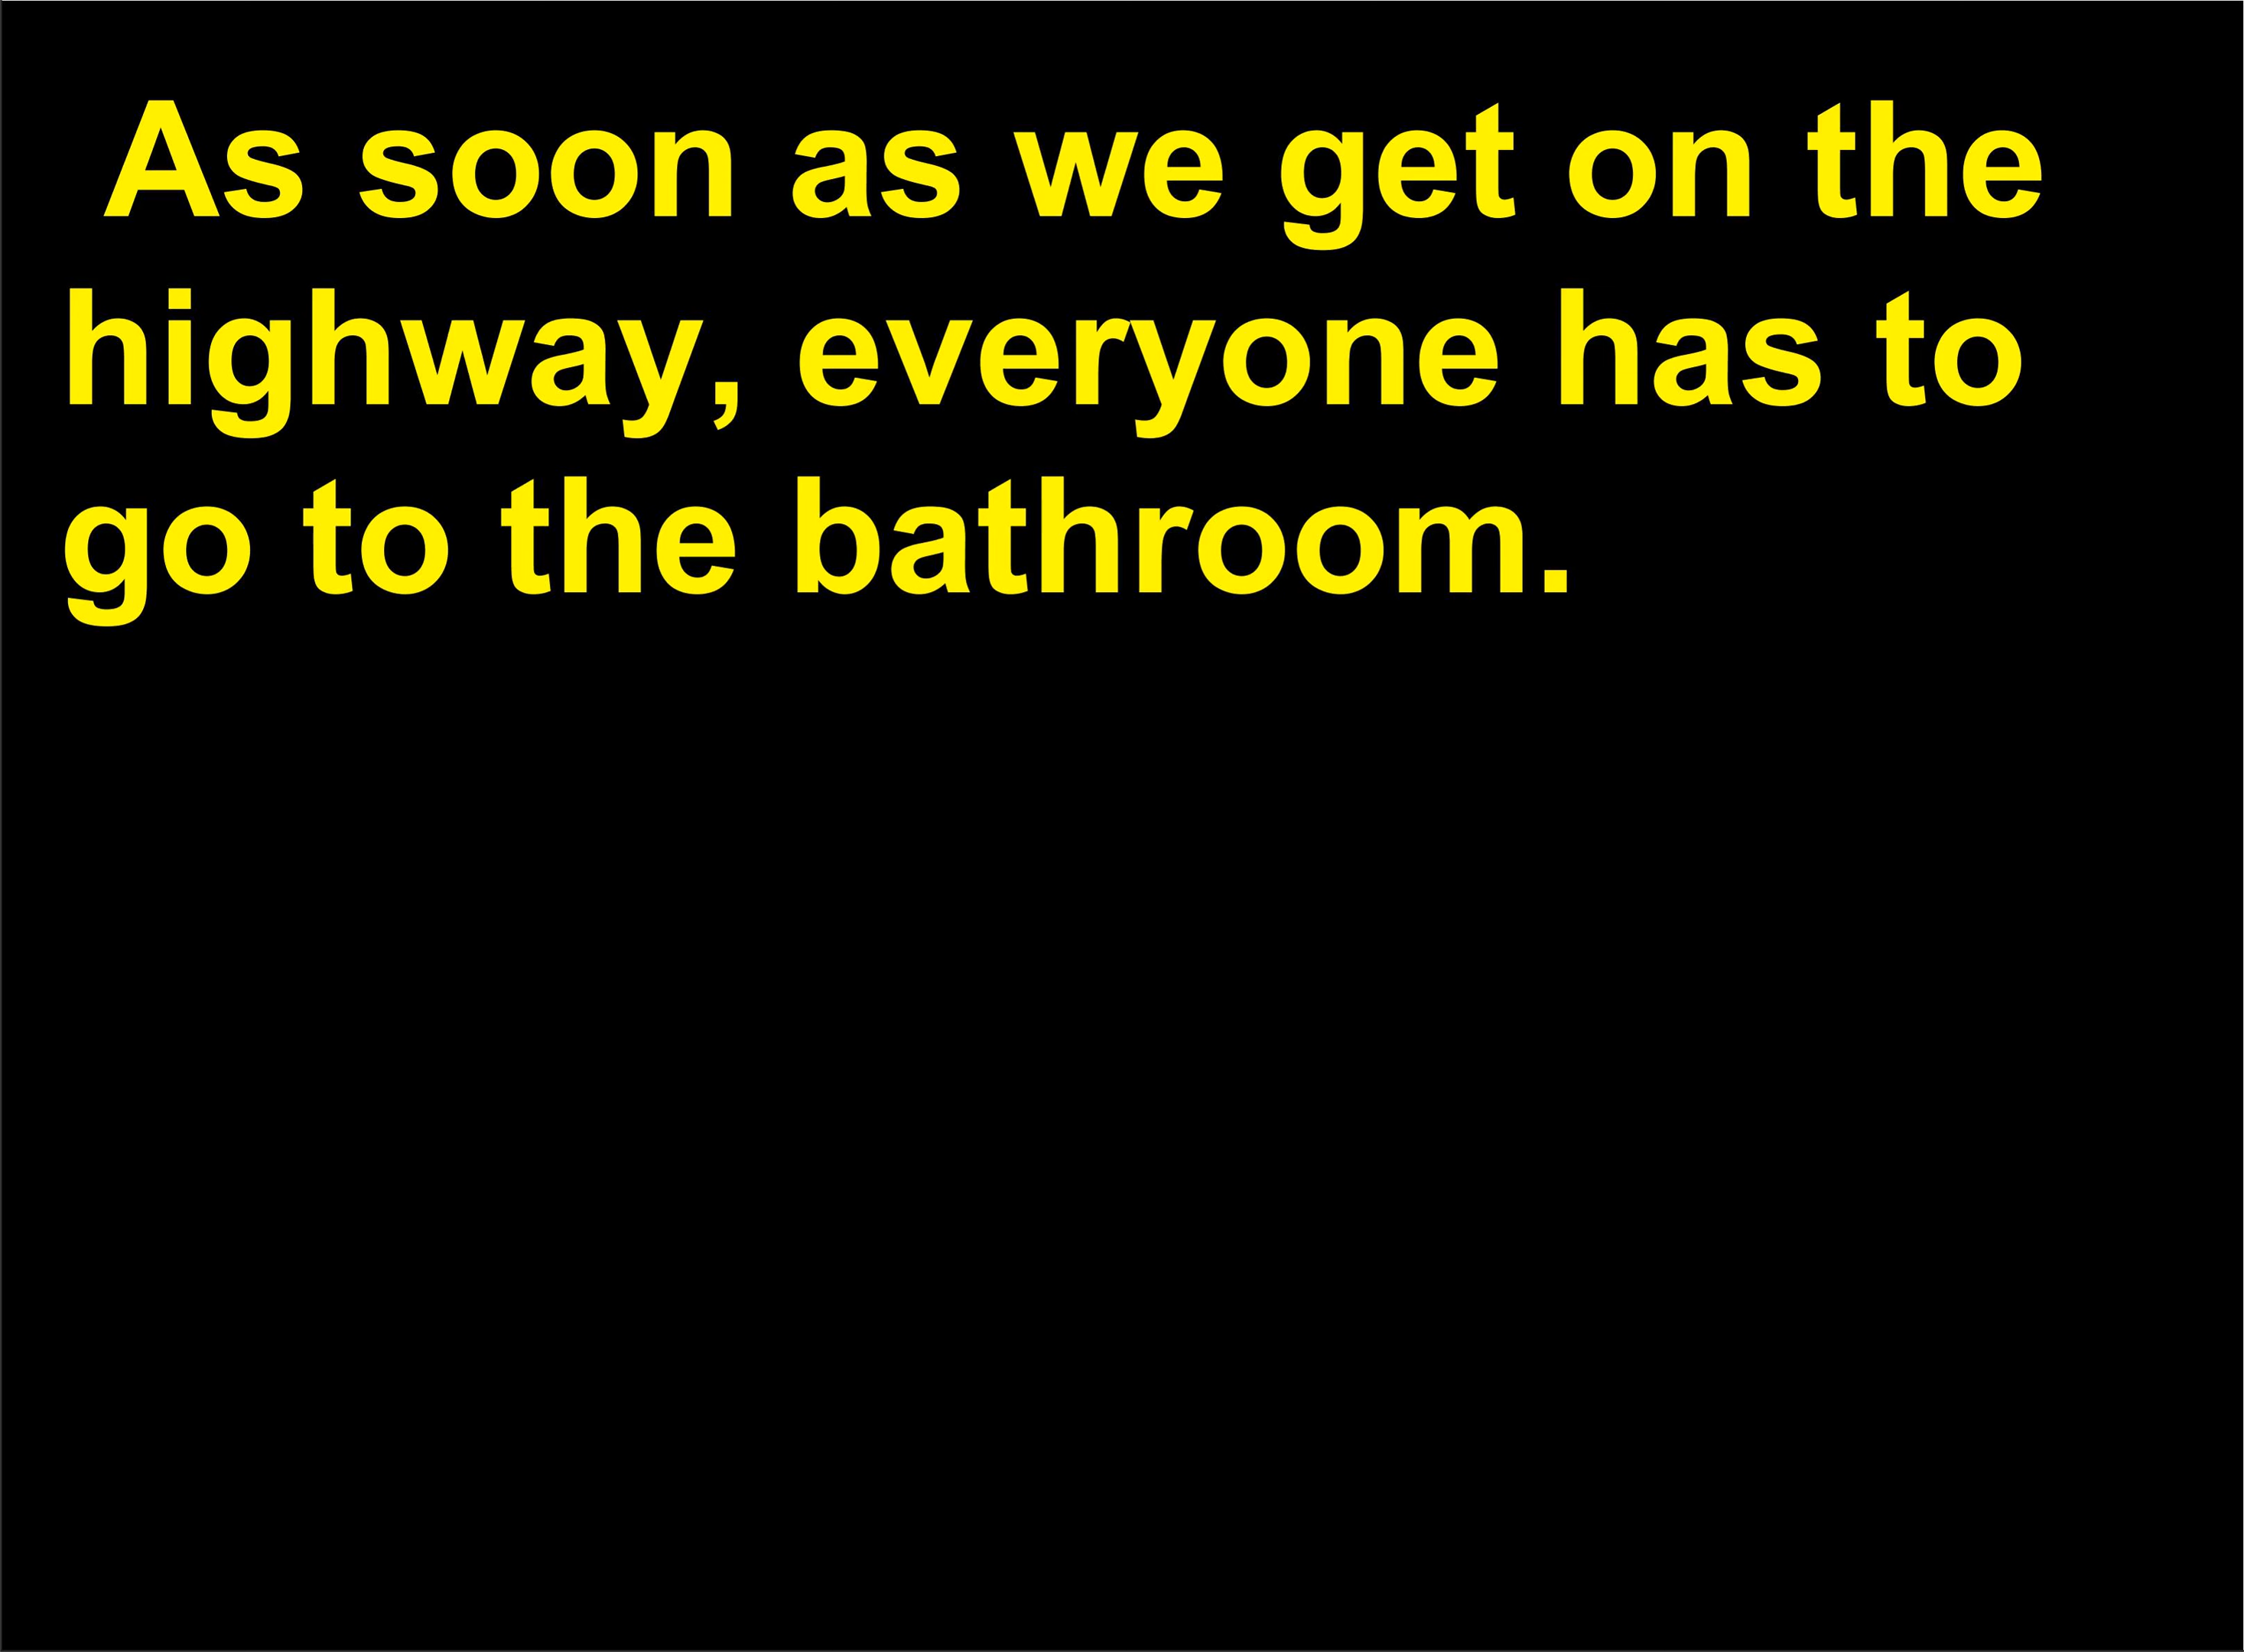 As soon as we get on the
highway, everyone has to
go to the bathroom.